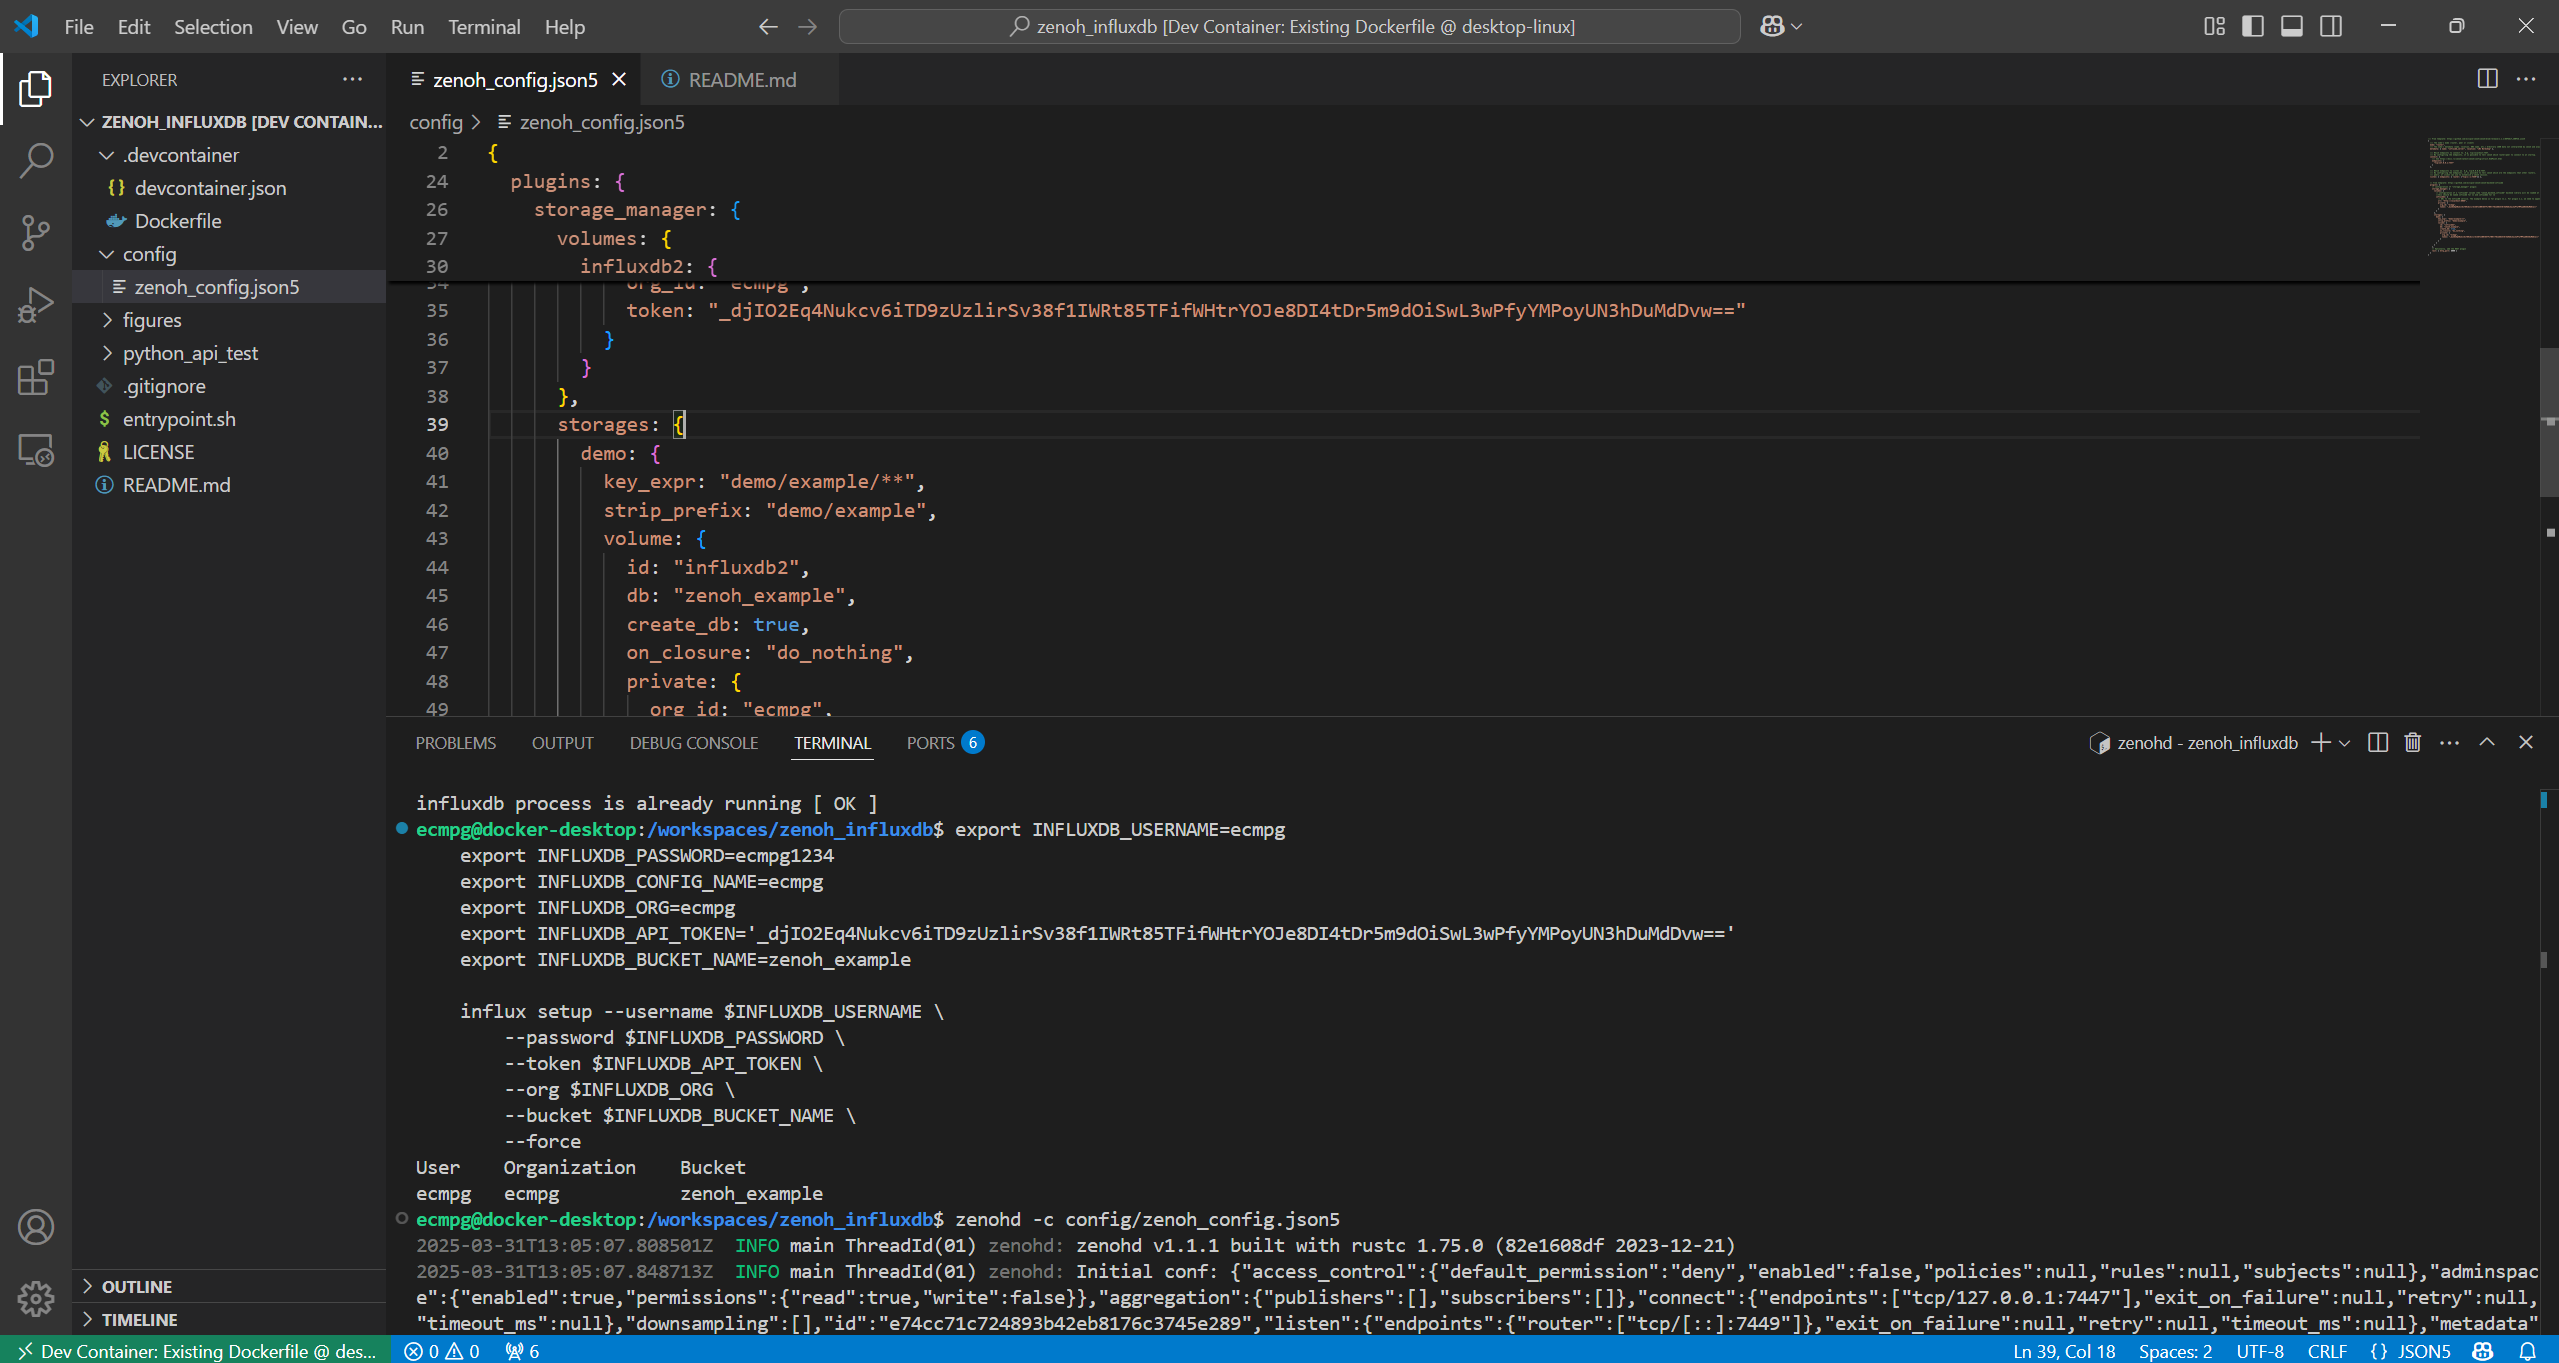 File Edit Selection View Go Run Terminal Help
zenoh_influxdb [Dev Container: Existing Dockerfile @ desktop-linux]
EXPLORER
ZENOH_INFLUXDB [DEV CONTAIN...
.devcontainer
devcontainer.json
Dockerfile
config
zenoh_config.json5
figures
python_api_test
.gitignore
entrypoint.sh
LICENSE
README.md
OUTLINE
TIMELINE
zenoh_config.json5 README.md
config > zenoh_config.json5
2 {
24 plugins: {
26 storage_manager: {
27 volumes: {
30 influxdb2: {
34 org_id: "ecmpg",
35 token: "_djIO2Eq4Nukcv6iTD9zUzlirSv38f1IWRt85TFifWHtrYOJe8DI4tDr5m9dOiSwL3wPfyYMPoyUN3hDuMdDvw=="
36 }
37 }
38 },
39 storages: {
40 demo: {
41 key_expr: "demo/example/**",
42 strip_prefix: "demo/example",
43 volume: {
44 id: "influxdb2",
45 db: "zenoh_example",
46 create_db: true,
47 on_closure: "do_nothing",
48 private: {
49 org_id: "ecmpg",
PROBLEMS OUTPUT DEBUG CONSOLE TERMINAL PORTS 6
zenohd - zenoh_influxdb
influxdb process is already running [ OK ]
ecmpg@docker-desktop:/workspaces/zenoh_influxdb$ export INFLUXDB_USERNAME=ecmpg
export INFLUXDB_PASSWORD=ecmpg1234
export INFLUXDB_CONFIG_NAME=ecmpg
export INFLUXDB_ORG=ecmpg
export INFLUXDB_API_TOKEN='_djIO2Eq4Nukcv6iTD9zUzlirSv38f1IWRt85TFifWHtrYOJe8DI4tDr5m9dOiSwL3wPfyYMPoyUN3hDuMdDvw=='
export INFLUXDB_BUCKET_NAME=zenoh_example
influx setup --username $INFLUXDB_USERNAME \
--password $INFLUXDB_PASSWORD \
--token $INFLUXDB_API_TOKEN \
--org $INFLUXDB_ORG \
--bucket $INFLUXDB_BUCKET_NAME \
--force
User Organization Bucket
ecmpg ecmpg zenoh_example
ecmpg@docker-desktop:/workspaces/zenoh_influxdb$ zenohd -c config/zenoh_config.json5
2025-03-31T13:05:07.808501Z INFO main ThreadId(01) zenohd: zenohd v1.1.1 built with rustc 1.75.0 (82e1608df 2023-12-21)
2025-03-31T13:05:07.848713Z INFO main ThreadId(01) zenohd: Initial conf: {"access_control":{"default_permission":"deny","enabled":false,"policies":null,"rules":null,"subjects":null},"adminspac
e":{"enabled":true,"permissions":{"read":true,"write":false}},"aggregation":{"publishers":[],"subscribers":[]},"connect":{"endpoints":["tcp/127.0.0.1:7447"],"exit_on_failure":null,"retry":null,
"timeout_ms":null},"downsampling":[],"id":"e74cc71c724893b42eb8176c3745e289","listen":{"endpoints":{"router":["tcp/[::]:7449"]},"exit_on_failure":null,"retry":null,"timeout_ms":null},"metadata"
Dev Container: Existing Dockerfile @ des... 0 0 6 Ln 39, Col 18 Spaces: 2 UTF-8 CRLF {} JSON5